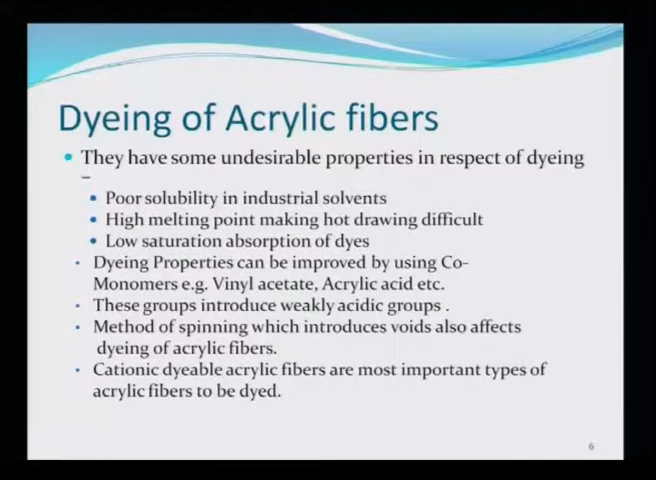 Dyeing of Acrylic fibers
• They have some undesirable properties in respect of dyeing
–
• Poor solubility in industrial solvents
• High melting point making hot drawing difficult
• Low saturation absorption of dyes
• Dyeing Properties can be improved by using Co-
Monomers e.g. Vinyl acetate, Acrylic acid etc.
• These groups introduce weakly acidic groups .
• Method of spinning which introduces voids also affects
dyeing of acrylic fibers.
• Cationic dyeable acrylic fibers are most important types of
acrylic fibers to be dyed.
6